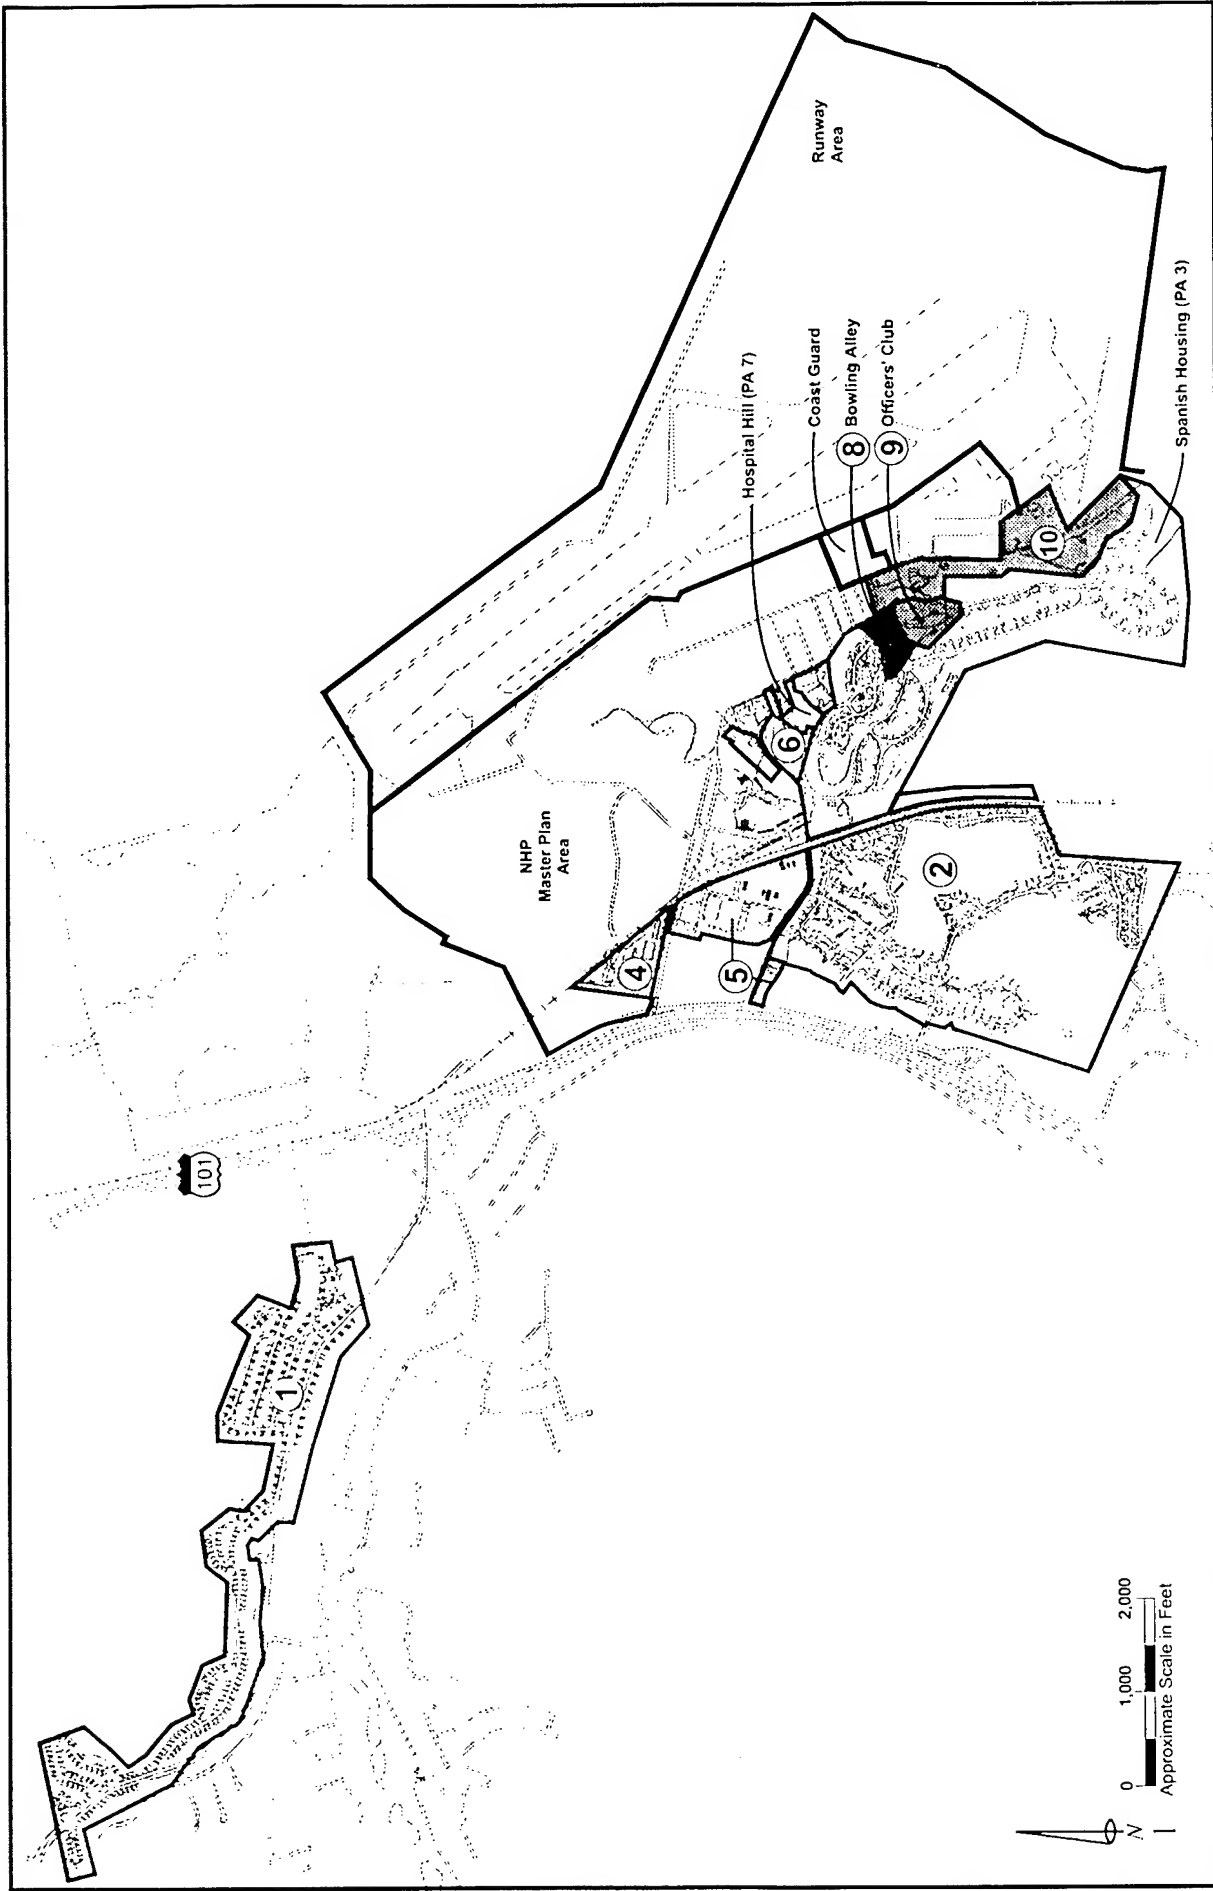 101
1
NHP
Master Plan
Area
Runway
Area
4
5
6
2
Hospital Hill (PA 7)
Coast Guard
8 Bowling Alley
9 Officers' Club
10
Spanish Housing (PA 3)
0 1,000 2,000
Approximate Scale in Feet
N